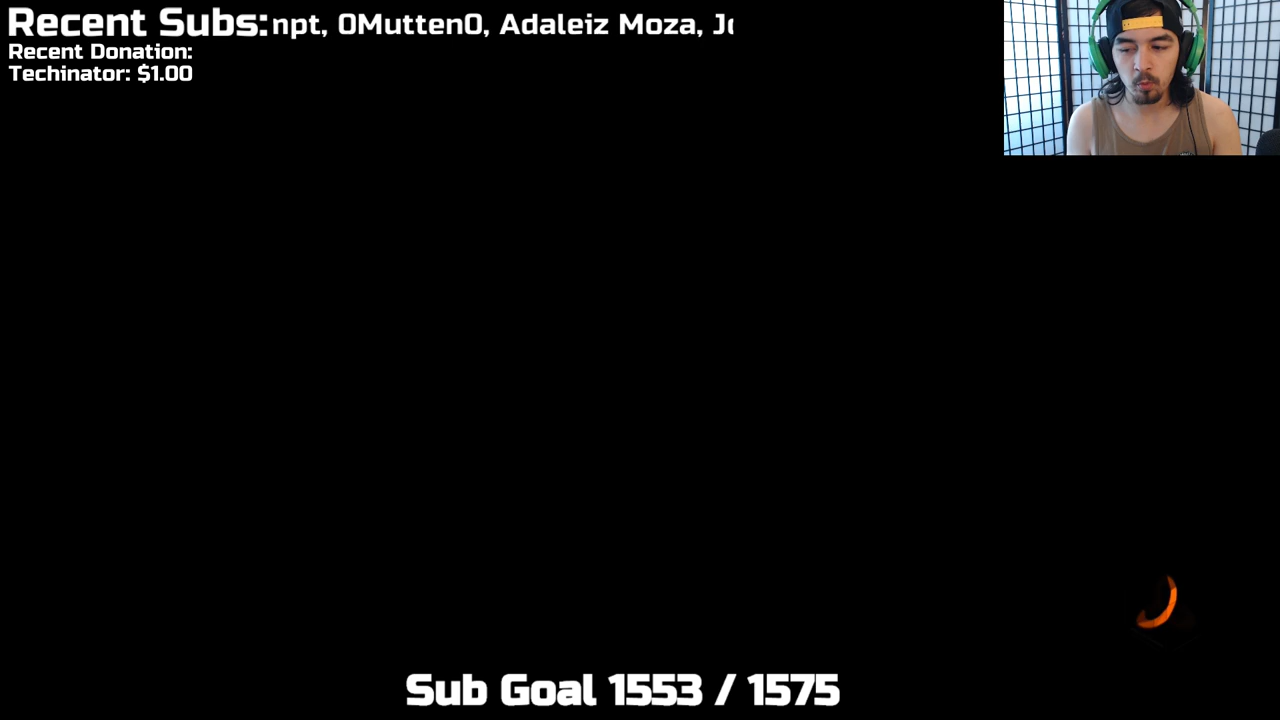 Recent Subs: npt, 0Mutten0, Adaleiz Moza,
Recent Donation:
Techinator: $1.00
Sub Goal 1553 / 1575